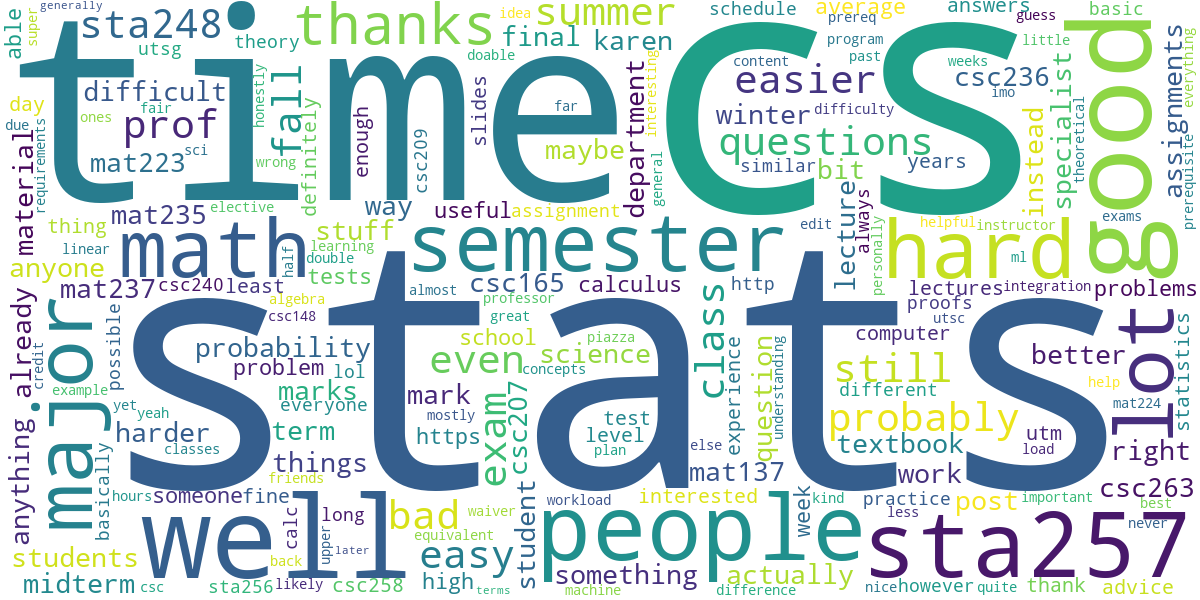 generally
idea
prereq
answers
super
able
sta248
thanks
summer
schedule
average
basic
guess
time
cs
good
utsg
theory
final
karen
program
little
doable
past
day
difficult
fair
honestly
fall
slides
far
department
interesting
content
weeks
easier
csc236
imo
specialist
theoretical
assignments
everything
due
ones
prof
sci
mat223
wrong
definitely
enough
csc209
maybe
general
winter
difficulty
questions
similar
bit
years
instead
requirements
material
elective
mat235
way
useful
assignment
edit
lecture
always
helpful
instructor
exams
prerequisite
thing
linear
math
stuff
learning
half
double
semester
personally
hard
ml
anyone
mat237
csc240
least
tests
almost
csc165
calculus
http
lectures
integration
problems
already
credit
possible
algebra
csc148
professor
great
stats
proofs
utsc
computer
lot
statistics
major
probability
problem
lol
school
piazza
science
class
even
concepts
experience
question
understanding
still
different
better
help
example
yet
yeah
marks
everyone
mark
mostly
https
exam
csc207
test
level
plan
else
probably
textbook
utm
load
mat224
right
harder
classes
term
things
friends
mat137
work
anything
basically
hours
someone
fine
well
calc
upper
long
bad
equivalent
waiver
student
workload
interested
people
week
kind
practice
less
post
important
csc263
best
never
sta257
students
midterm
csc
sta256
back
likely
later
csc258
easy
high
terms
something
machine
actually
difference
nice
however
quite
thank
advice